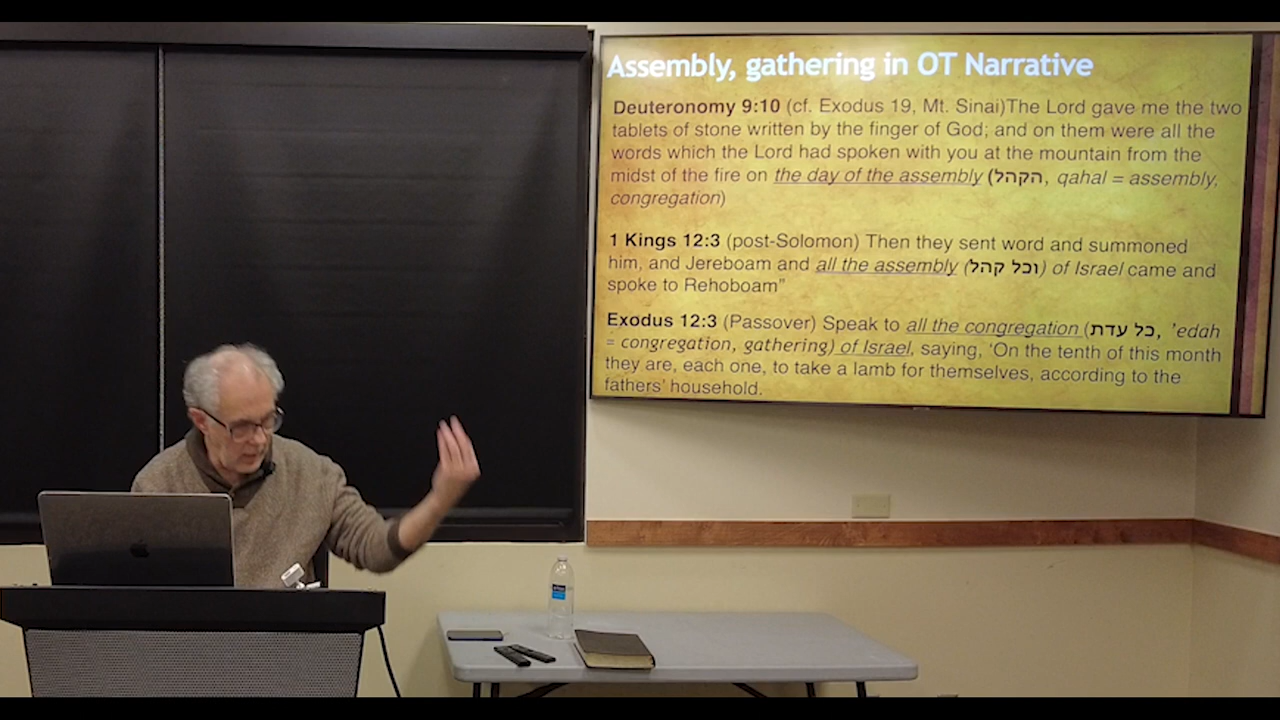 Assembly, gathering in OT Narrative
Deuteronomy 9:10 (cf. Exodus 19, Mt. Sinai)The Lord gave me the two
tablets of stone written by the finger of God; and on them were all the
words which the Lord had spoken with you at the mountain from the
midst of the fire on the day of the assembly (הקהל, qahal = assembly,
congregation)
1 Kings 12:3 (post-Solomon) Then they sent word and summoned
him, and Jereboam and all the assembly (וכל קהל) of Israel came and
spoke to Rehoboam”
Exodus 12:3 (Passover) Speak to all the congregation (כל עדת, ’edah
= congregation, gathering) of Israel, saying, ‘On the tenth of this month
they are, each one, to take a lamb for themselves, according to the
fathers’ household.